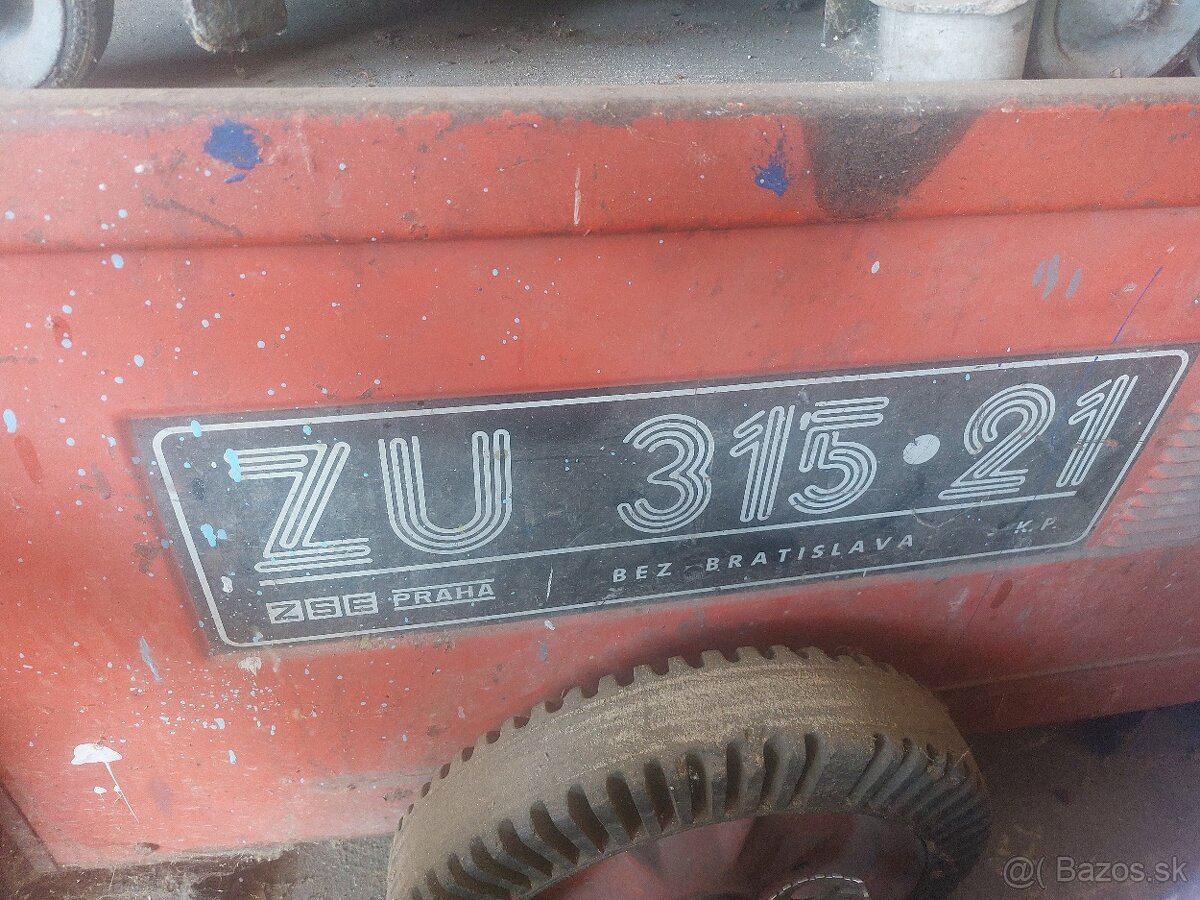 ZU 315·21
ZSE PRAHA BEZ-BRATISLAVA K.P.
@( Bazos.sk